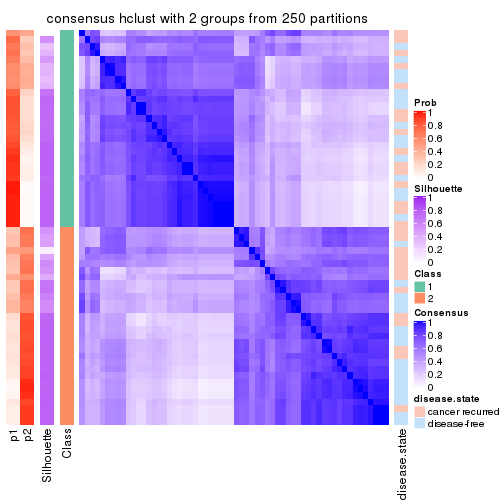 consensus hclust with 2 groups from 250 partitions
Prob
1
0.8
0.6
0.4
0.2
0
Silhouette
1
0.8
0.6
0.4
0.2
0
Class
1
2
Consensus
1
0.8
0.6
0.4
0.2
0
disease.state
cancer recurred
disease-free
p1
p2
Silhouette
Class
disease.state